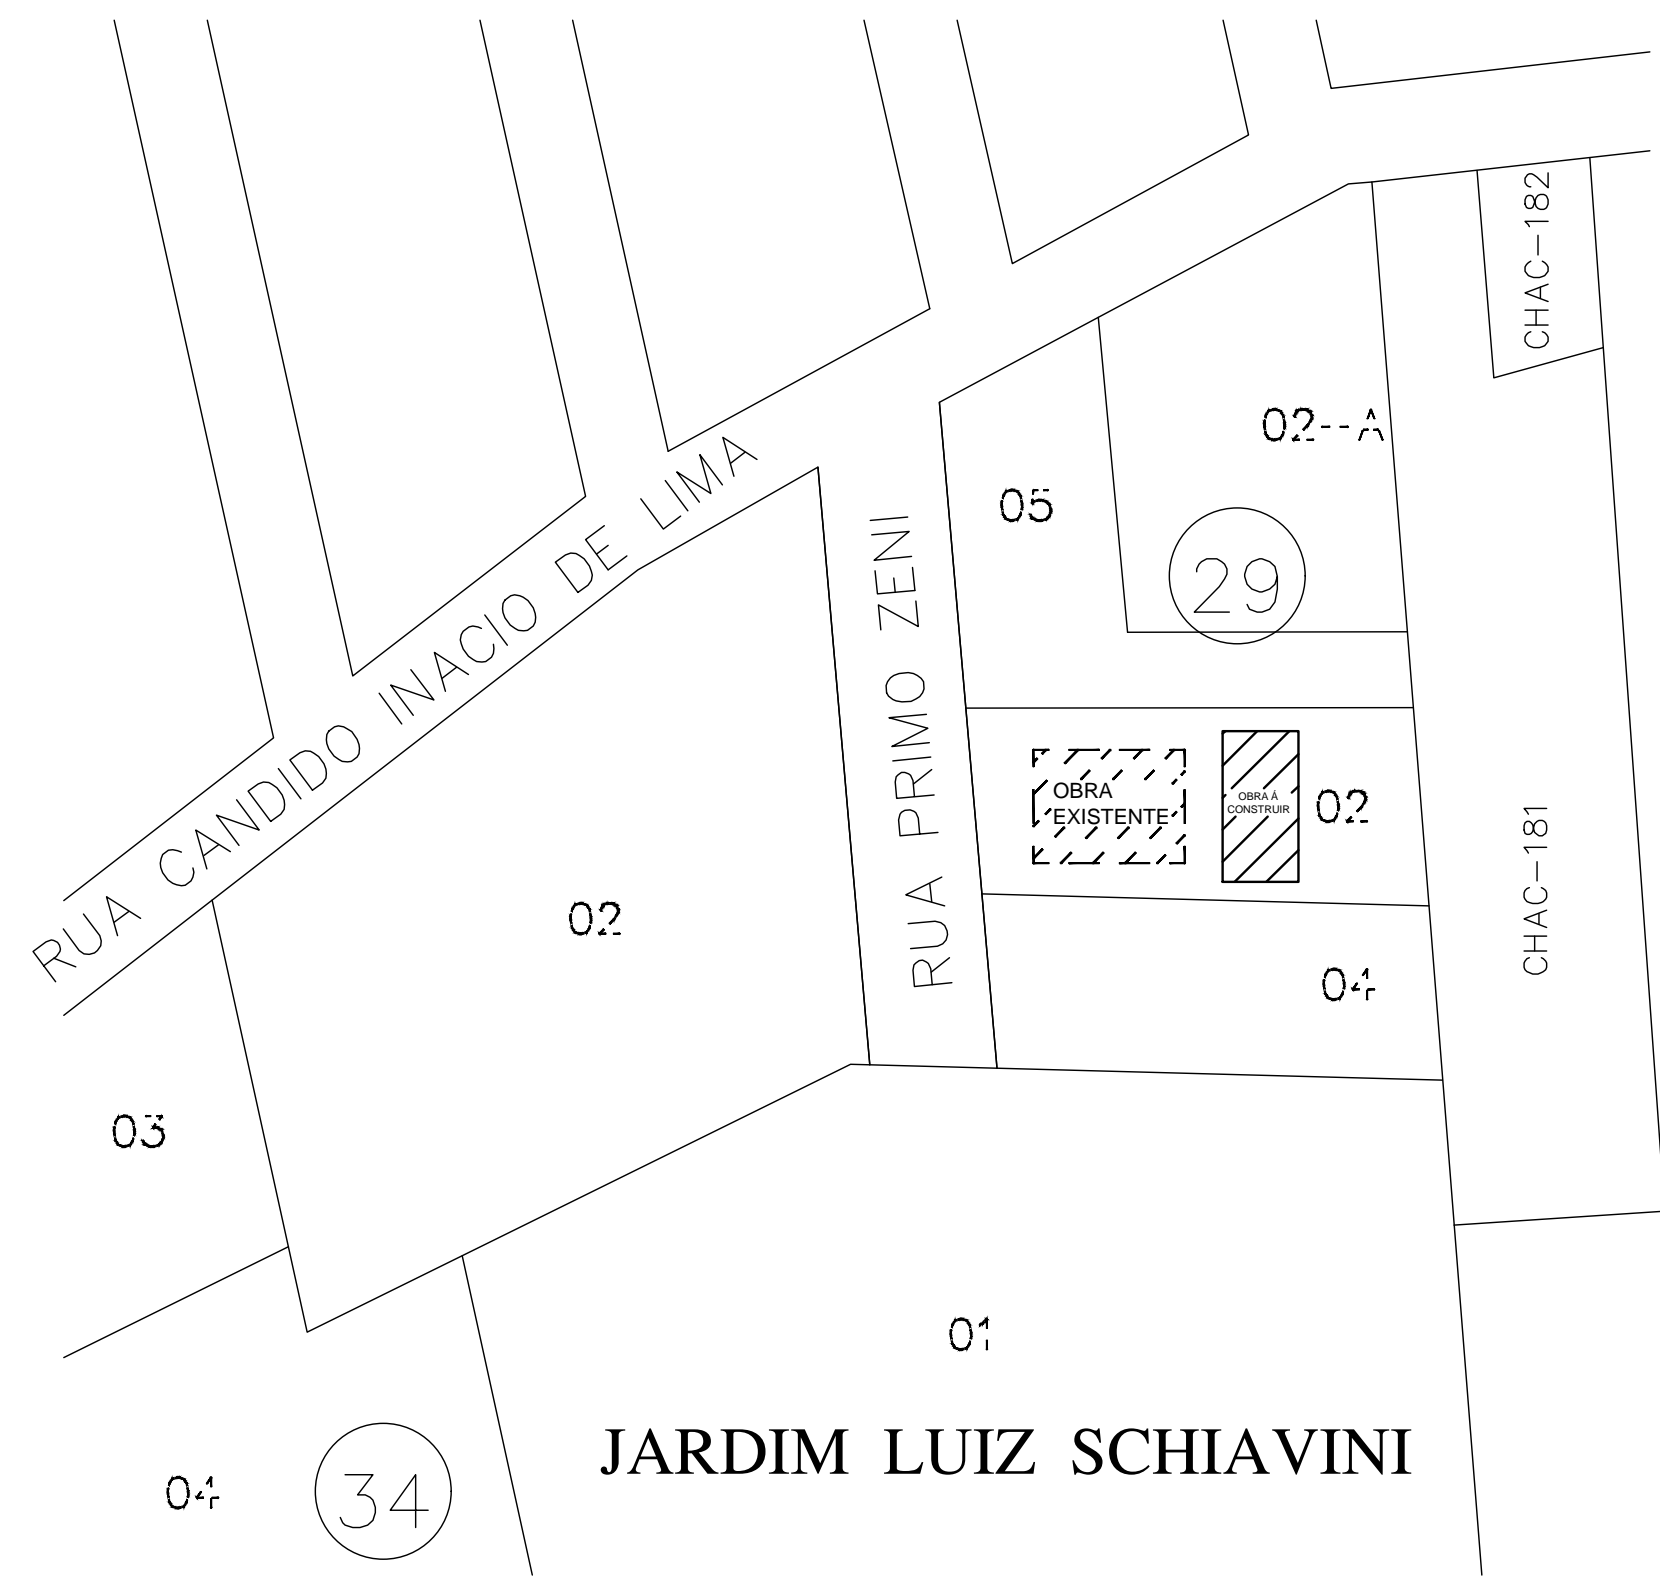 CHAC-182
02--A
RUA CANDIDO INACIO DE LIMA
05
29
RUA PRIMO ZENI
OBRA
EXISTENTE
OBRA Á
CONSTRUIR
02
CHAC-181
02
04
03
01
JARDIM LUIZ SCHIAVINI
04
34